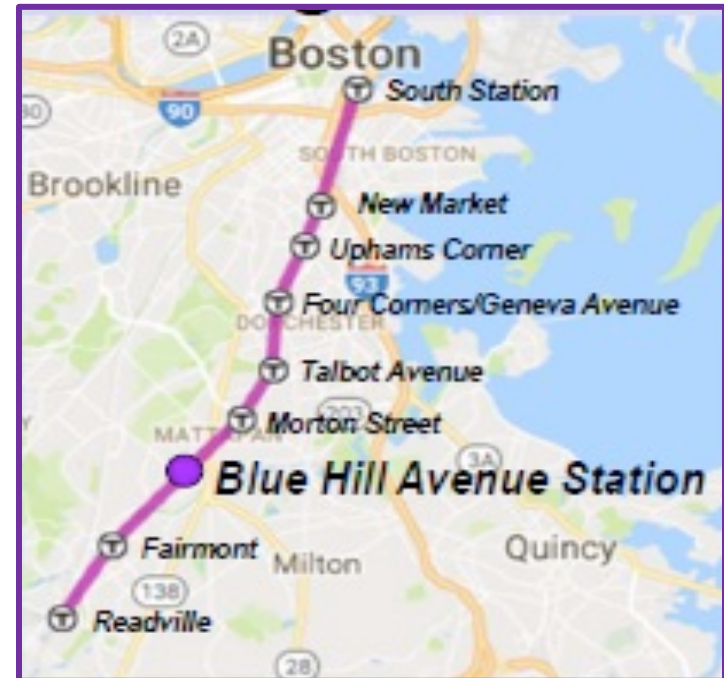 2A
Boston
South Station
90
90
SOUTH BOSTON
Brookline
New Market
Uphams Corner
93
Four Corners/Geneva Avenue
DORCHESTER
Talbot Avenue
203
Morton Street
MATTAPAN
3A
Blue Hill Avenue Station
Fairmont
Quincy
Milton
138
Readville
28